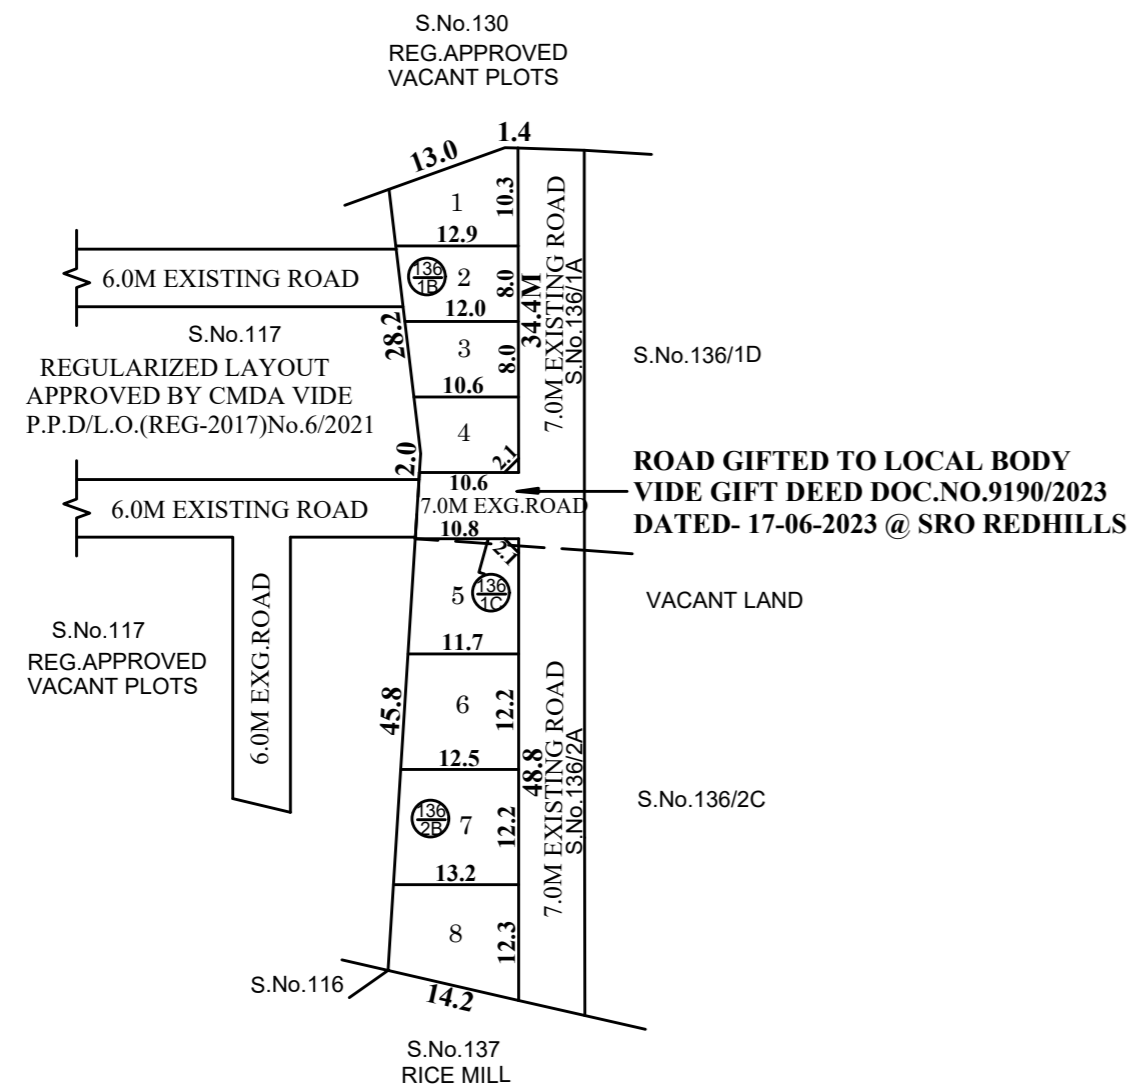 S.No.130
REG.APPROVED
VACANT PLOTS
1.4
13.0
1
10.3
12.9
7.0M EXISTING ROAD
S.No.136/1A
34.4M
6.0M EXISTING ROAD
136
1B
2
8.0
12.0
28.2
S.No.117
REGULARIZED LAYOUT
APPROVED BY CMDA VIDE
P.P.D/L.O.(REG-2017)No.6/2021
3
8.0
10.6
S.No.136/1D
4
2.1
2.0
10.6
7.0M EXG.ROAD
10.8
6.0M EXISTING ROAD
ROAD GIFTED TO LOCAL BODY
VIDE GIFT DEED DOC.NO.9190/2023
DATED- 17-06-2023 @ SRO REDHILLS
2.1
5
136
1C
11.7
VACANT LAND
S.No.117
REG.APPROVED
VACANT PLOTS
6.0M EXG.ROAD
45.8
6
12.2
12.5
48.8
7.0M EXISTING ROAD
S.No.136/2A
136
2B
7
12.2
13.2
S.No.136/2C
8
12.3
14.2
S.No.116
S.No.137
RICE MILL